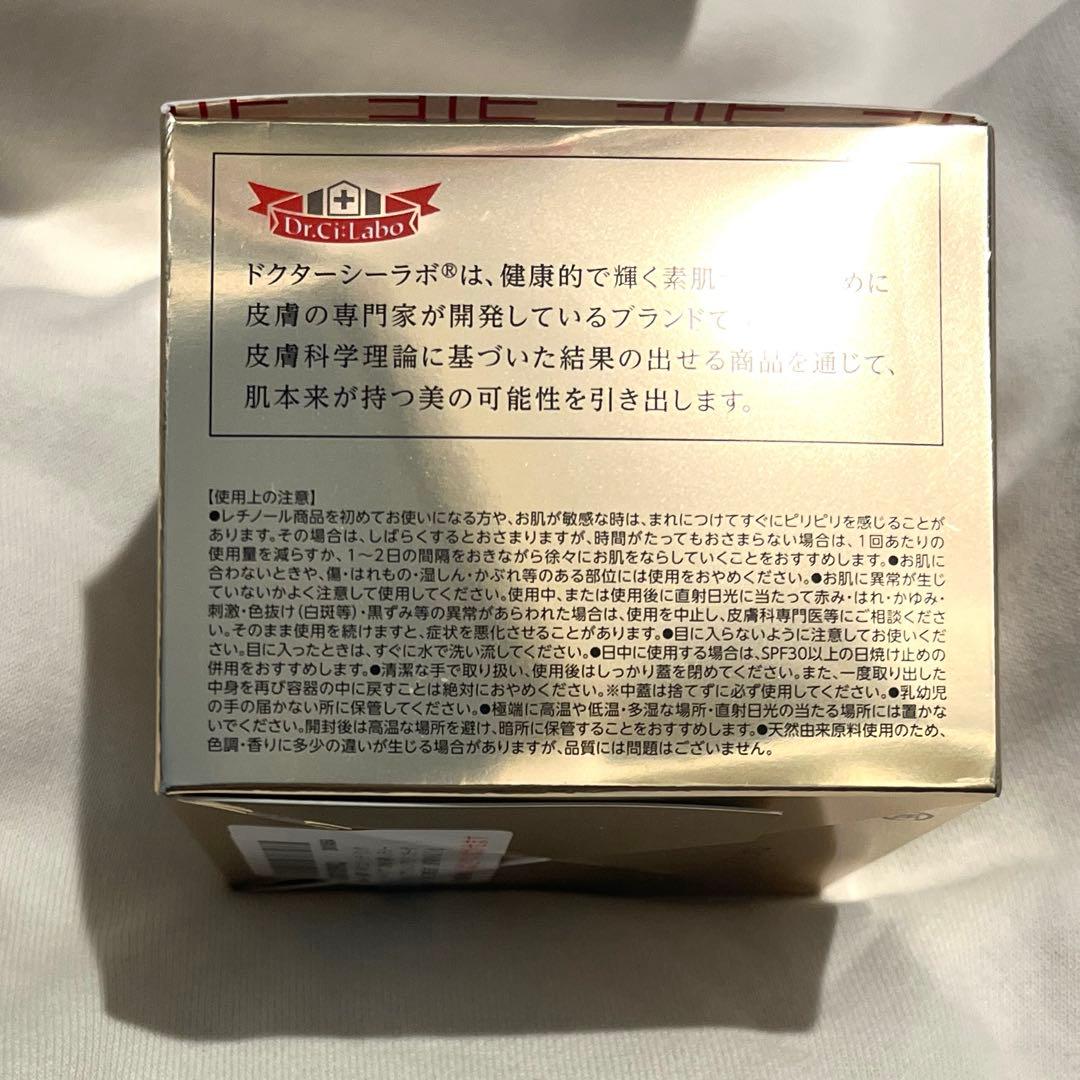 Dr.Ci:Labo
ドクターシーラボ®は、健康的で輝く素肌 めに
皮膚の専門家が開発しているブランドで
皮膚科学理論に基づいた結果の出せる商品を通じて、
肌本来が持つ美の可能性を引き出します。
【使用上の注意】
●レチノール商品を初めてお使いになる方や、お肌が敏感な時は、まれにつけてすぐにピリピリを感じることが
あります。その場合は、しばらくするとおさまりますが、時間がたってもおさまらない場合は、1回あたりの
使用量を減らすか、1〜2日の間隔をおきながら徐々にお肌をならしていくことをおすすめします。●お肌に
合わないときや、傷・はれもの・湿しん・かぶれ等のある部位には使用をおやめください。●お肌に異常が生じ
ていないかよく注意して使用してください。使用中、または使用後に直射日光に当たって赤み・はれ・かゆみ・
刺激・色抜け(白斑等)・黒ずみ等の異常があらわれた場合は、使用を中止し、皮膚科専門医等にご相談くださ
い。そのまま使用を続けますと、症状を悪化させることがあります。●目に入らないように注意してお使いくだ
さい。目に入ったときは、すぐに水で洗い流してください。●日中に使用する場合は、SPF30以上の日焼け止めの
併用をおすすめします。●清潔な手で取り扱い、使用後はしっかり蓋を閉めてください。また、一度取り出した
中身を再び容器の中に戻すことは絶対におやめください。※中蓋は捨てずに必ず使用してください。●乳幼児
の手の届かない所に保管してください。●極端に高温や低温・多湿な場所・直射日光の当たる場所には置かな
いでください。開封後は高温な場所を避け、暗所に保管することをおすすめします。●天然由来原料使用のため、
色調・香りに多少の違いが生じる場合がありますが、品質には問題はございません。